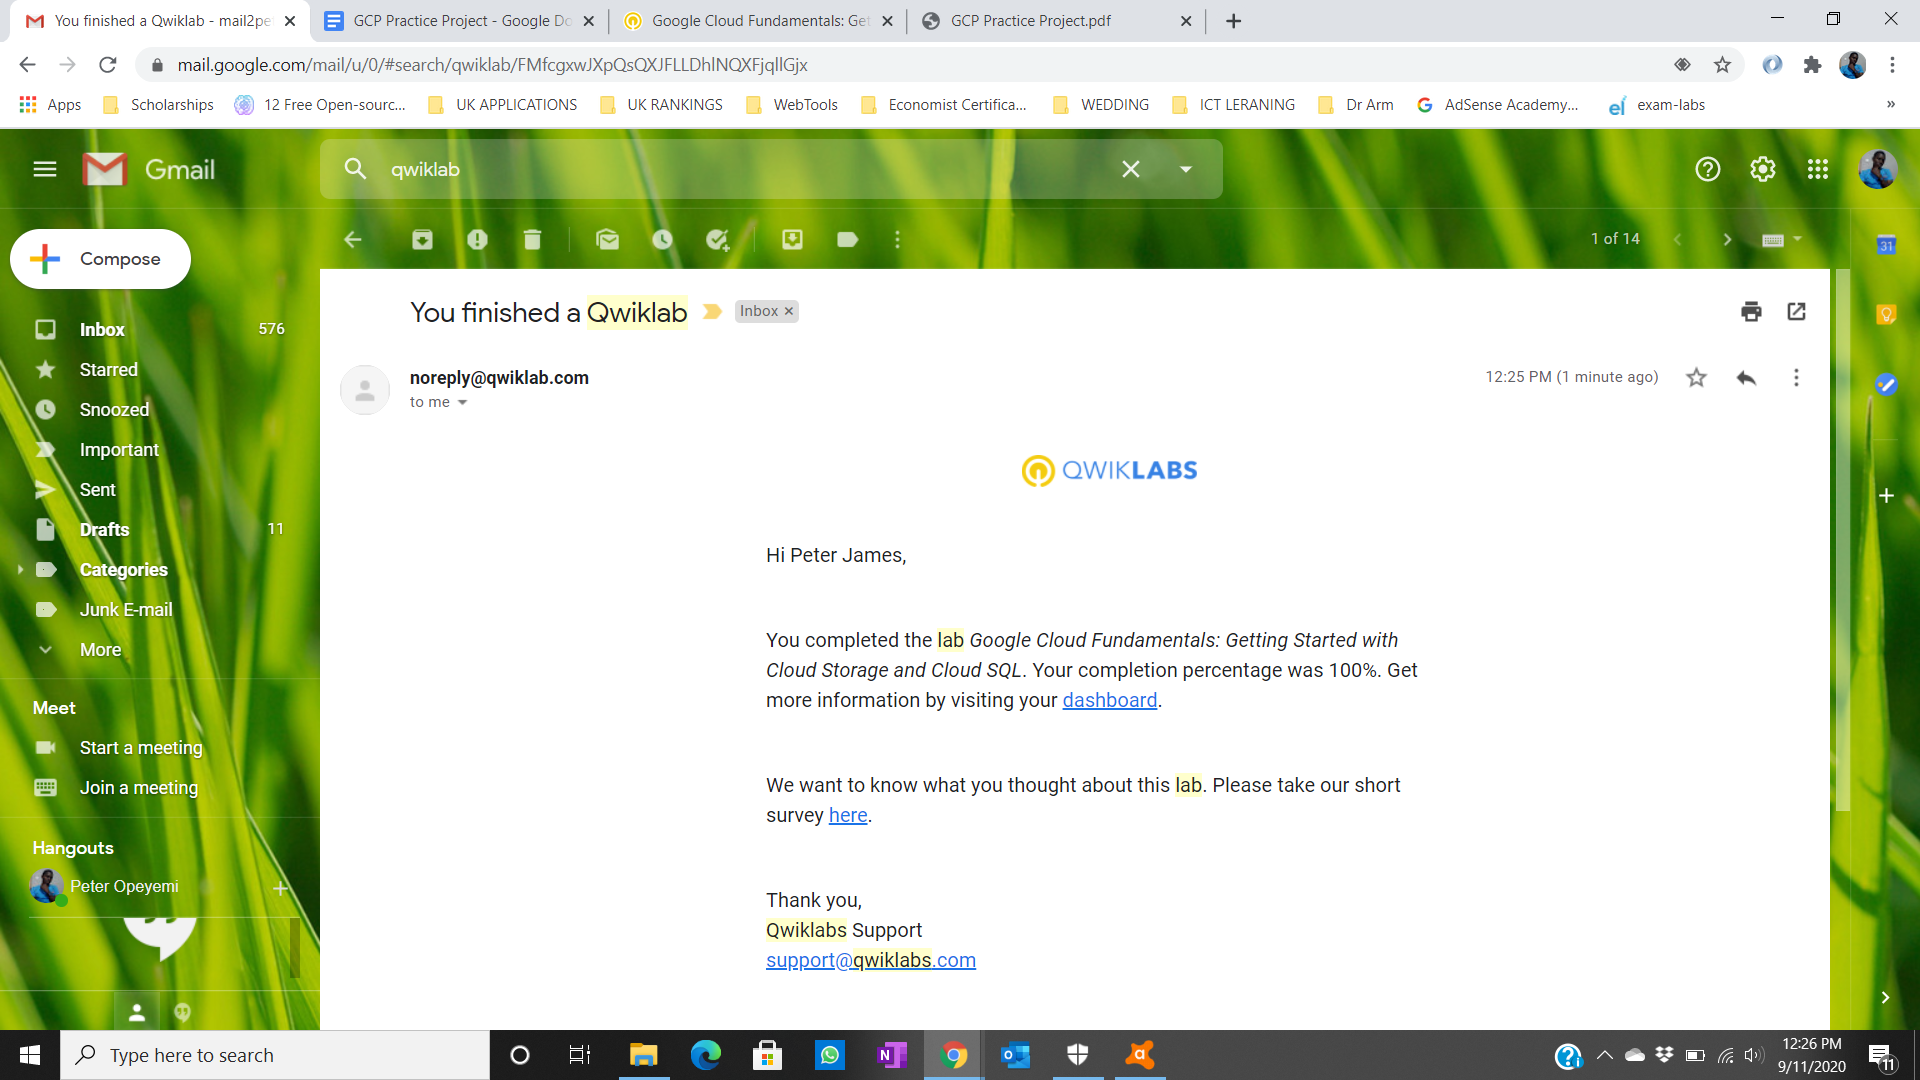 You finished a Qwiklab - mail2pe
GCP Practice Project - Google Do
Google Cloud Fundamentals: Get
GCP Practice Project.pdf
mail.google.com/mail/u/0/#search/qwiklab/FMfcgxwJXpQsQXJFLLDhlNQXFjqllGjx
Apps
Scholarships
12 Free Open-sourc...
UK APPLICATIONS
UK RANKINGS
WebTools
Economist Certifica...
WEDDING
ICT LERANING
Dr Arm
AdSense Academy...
exam-labs
»
Gmail
qwiklab
1 of 14
Compose
Inbox 576
Starred
Snoozed
Important
Sent
Drafts 11
Categories
Junk E-mail
More
Meet
Start a meeting
Join a meeting
Hangouts
Peter Opeyemi
31
You finished a Qwiklab
Inbox
noreply@qwiklab.com
to me
12:25 PM (1 minute ago)
QWIKLABS
Hi Peter James,
You completed the lab Google Cloud Fundamentals: Getting Started with
Cloud Storage and Cloud SQL. Your completion percentage was 100%. Get
more information by visiting your dashboard.
We want to know what you thought about this lab. Please take our short
survey here.
Thank you,
Qwiklabs Support
support@qwiklabs.com
Type here to search
12:26 PM
9/11/2020
11